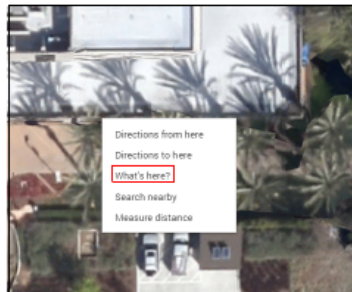 Directions from here
Directions to here
What's here?
Search nearby
Measure distance